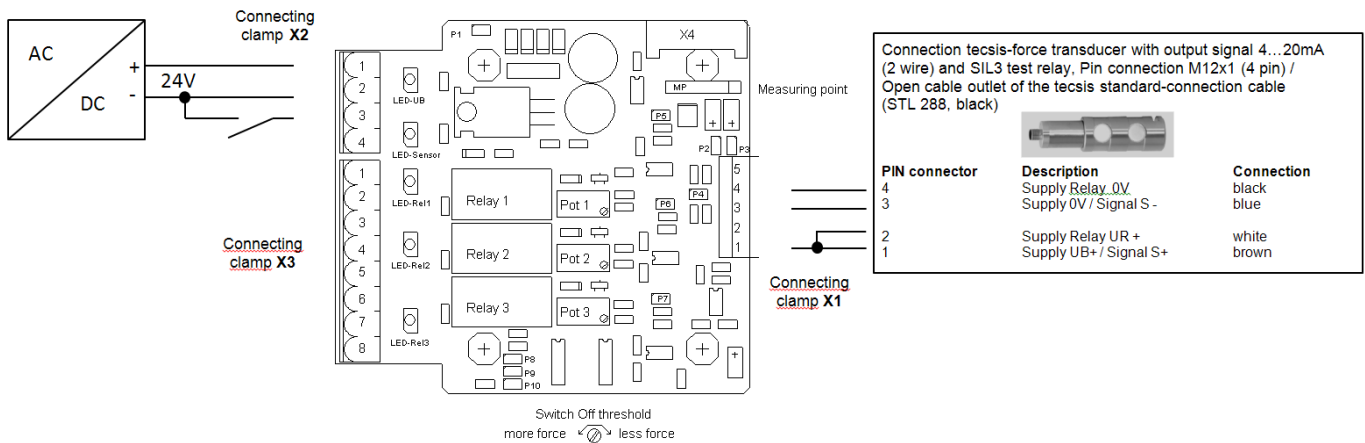 Connecting
clamp X2
AC
DC
+
-
24V
Connecting
clamp X3
1
2
3
4
1
2
3
4
5
6
7
8
P1
LED-UB
LED-Sensor
LED-Rel1
LED-Rel2
LED-Rel3
Relay 1
Relay 2
Relay 3
Pot 1
Pot 2
Pot 3
X4
MP
Measuring point
P5
+ +
P2 P3
P4
P6
P7
+
P8
P9
P10
5
4
3
2
1
Connecting
clamp X1
Switch Off threshold
more force less force
Connection tecsis-force transducer with output signal 4…20mA
(2 wire) and SIL3 test relay, Pin connection M12x1 (4 pin) /
Open cable outlet of the tecsis standard-connection cable
(STL 288, black)
PIN connector Description Connection
4 Supply Relay 0V black
3 Supply 0V / Signal S - blue
2 Supply Relay UR + white
1 Supply UB+ / Signal S+ brown